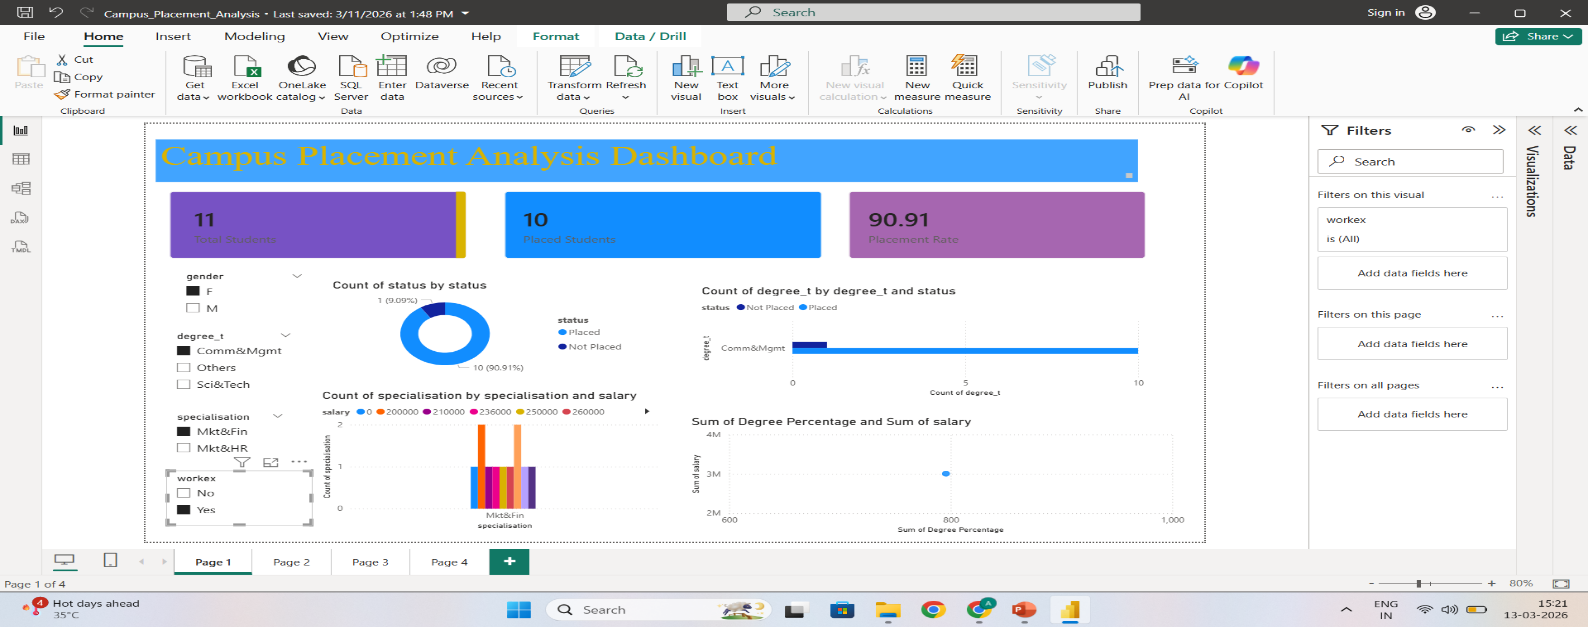 Campus_Placement_Analysis • Last saved: 3/11/2026 at 1:48 PM
Search
Sign in
File Home Insert Modeling View Optimize Help Format Data / Drill
Share
Paste
Cut
Copy
Format painter
Clipboard
Get data
Excel workbook
OneLake catalog
SQL Server
Enter data
Dataverse
Recent sources
Data
Transform data
Refresh
Queries
New visual
Text box
More visuals
Insert
New visual calculation
New measure
Quick measure
Calculations
Sensitivity
Sensitivity
Publish
Share
Prep data for AI
Copilot
Copilot
Campus Placement Analysis Dashboard
11
Total Students
10
Placed Students
90.91
Placement Rate
gender
F
M
degree_t
Comm&Mgmt
Others
Sci&Tech
specialisation
Mkt&Fin
Mkt&HR
workex
No
Yes
Count of status by status
1 (9.09%)
10 (90.91%)
status
Placed
Not Placed
Count of degree_t by degree_t and status
status Not Placed Placed
degree_t
Comm&Mgmt
0 5 10
Count of degree_t
Count of specialisation by specialisation and salary
salary 0 200000 210000 236000 250000 260000
Count of specialisation
2
1
0
Mkt&Fin
specialisation
Sum of Degree Percentage and Sum of salary
Sum of salary
4M
3M
2M
600 800 1,000
Sum of Degree Percentage
Filters
Search
Filters on this visual
workex
is (All)
Add data fields here
Filters on this page
Add data fields here
Filters on all pages
Add data fields here
Visualizations
Data
DAX
TMDL
Page 1 Page 2 Page 3 Page 4
Page 1 of 4
80%
4
Hot days ahead
35°C
Search
ENG
IN
15:21
13-03-2026